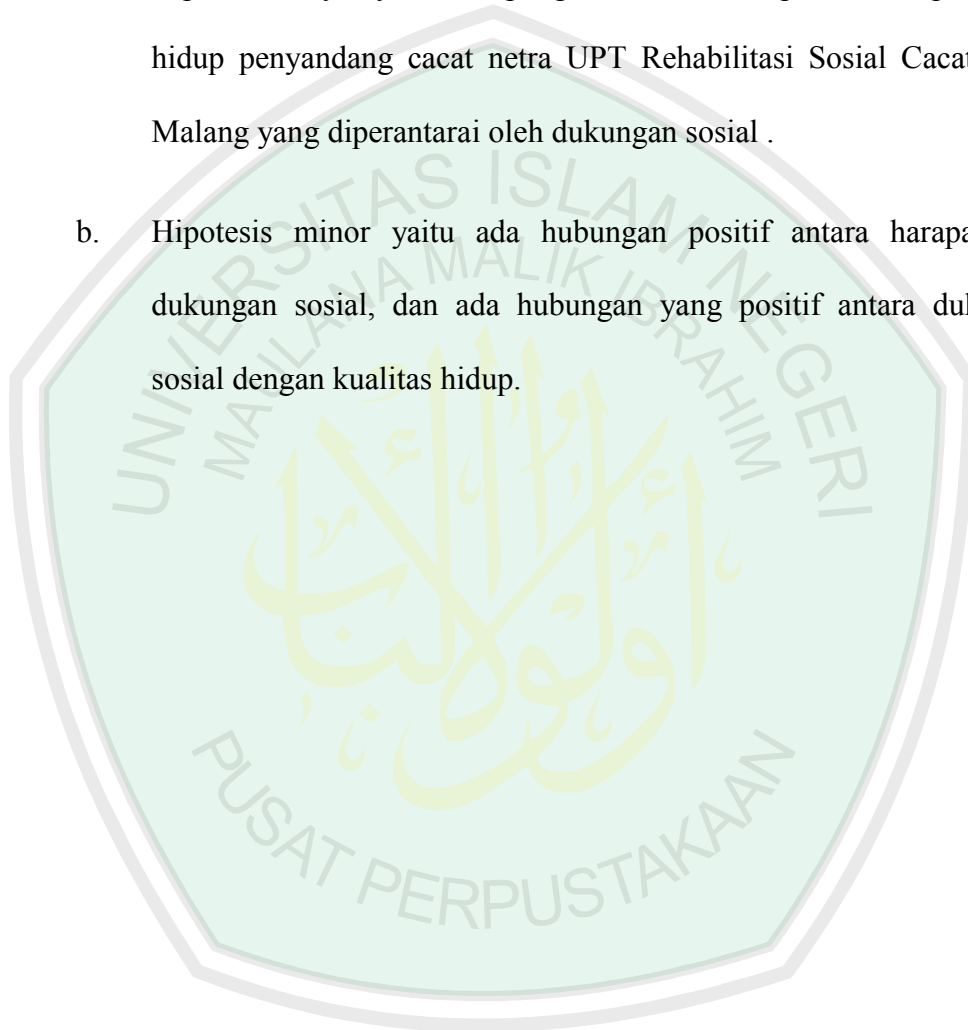 hidup penyandang cacat netra UPT Rehabilitasi Sosial Cacat
Malang yang diperantarai oleh dukungan sosial .
b. Hipotesis minor yaitu ada hubungan positif antara
dukungan sosial, dan ada hubungan yang positif antara
sosial dengan kualitas hidup.
UNIVERSITAS ISLAM NEGERI
MAULANA MALIK IBRAHIM
PUSAT PERPUSTAKAAN